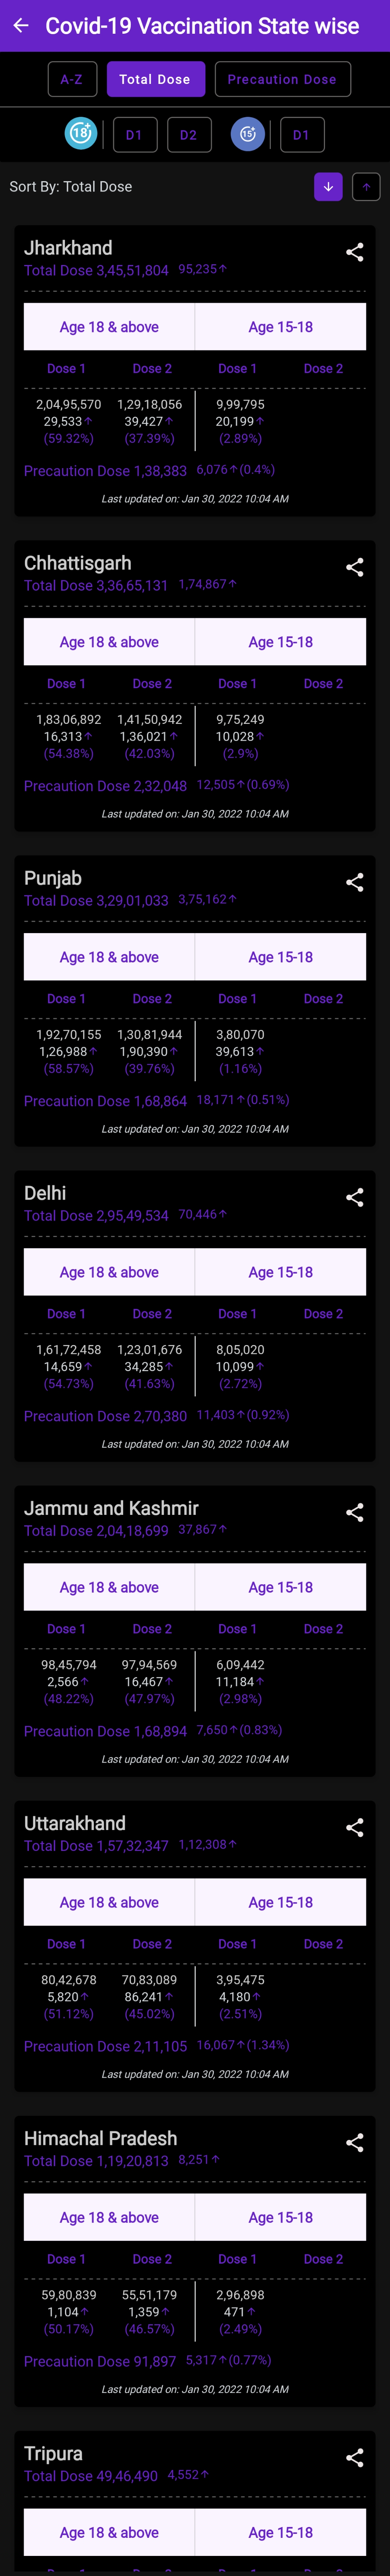 Covid-19 Vaccination State wise
A-Z Total Dose Precaution Dose
18+ D1 D2 15+ D1
Sort By: Total Dose
Jharkhand
Total Dose 3,45,51,804 95,235↑
Age 18 & above Age 15-18
Dose 1 Dose 2 Dose 1 Dose 2
2,04,95,570 1,29,18,056 9,99,795
29,533↑ 39,427↑ 20,199↑
(59.32%) (37.39%) (2.89%)
Precaution Dose 1,38,383 6,076↑(0.4%)
Last updated on: Jan 30, 2022 10:04 AM
Chhattisgarh
Total Dose 3,36,65,131 1,74,867↑
Age 18 & above Age 15-18
Dose 1 Dose 2 Dose 1 Dose 2
1,83,06,892 1,41,50,942 9,75,249
16,313↑ 1,36,021↑ 10,028↑
(54.38%) (42.03%) (2.9%)
Precaution Dose 2,32,048 12,505↑(0.69%)
Last updated on: Jan 30, 2022 10:04 AM
Punjab
Total Dose 3,29,01,033 3,75,162↑
Age 18 & above Age 15-18
Dose 1 Dose 2 Dose 1 Dose 2
1,92,70,155 1,30,81,944 3,80,070
1,26,988↑ 1,90,390↑ 39,613↑
(58.57%) (39.76%) (1.16%)
Precaution Dose 1,68,864 18,171↑(0.51%)
Last updated on: Jan 30, 2022 10:04 AM
Delhi
Total Dose 2,95,49,534 70,446↑
Age 18 & above Age 15-18
Dose 1 Dose 2 Dose 1 Dose 2
1,61,72,458 1,23,01,676 8,05,020
14,659↑ 34,285↑ 10,099↑
(54.73%) (41.63%) (2.72%)
Precaution Dose 2,70,380 11,403↑(0.92%)
Last updated on: Jan 30, 2022 10:04 AM
Jammu and Kashmir
Total Dose 2,04,18,699 37,867↑
Age 18 & above Age 15-18
Dose 1 Dose 2 Dose 1 Dose 2
98,45,794 97,94,569 6,09,442
2,566↑ 16,467↑ 11,184↑
(48.22%) (47.97%) (2.98%)
Precaution Dose 1,68,894 7,650↑(0.83%)
Last updated on: Jan 30, 2022 10:04 AM
Uttarakhand
Total Dose 1,57,32,347 1,12,308↑
Age 18 & above Age 15-18
Dose 1 Dose 2 Dose 1 Dose 2
80,42,678 70,83,089 3,95,475
5,820↑ 86,241↑ 4,180↑
(51.12%) (45.02%) (2.51%)
Precaution Dose 2,11,105 16,067↑(1.34%)
Last updated on: Jan 30, 2022 10:04 AM
Himachal Pradesh
Total Dose 1,19,20,813 8,251↑
Age 18 & above Age 15-18
Dose 1 Dose 2 Dose 1 Dose 2
59,80,839 55,51,179 2,96,898
1,104↑ 1,359↑ 471↑
(50.17%) (46.57%) (2.49%)
Precaution Dose 91,897 5,317↑(0.77%)
Last updated on: Jan 30, 2022 10:04 AM
Tripura
Total Dose 49,46,490 4,552↑
Age 18 & above Age 15-18